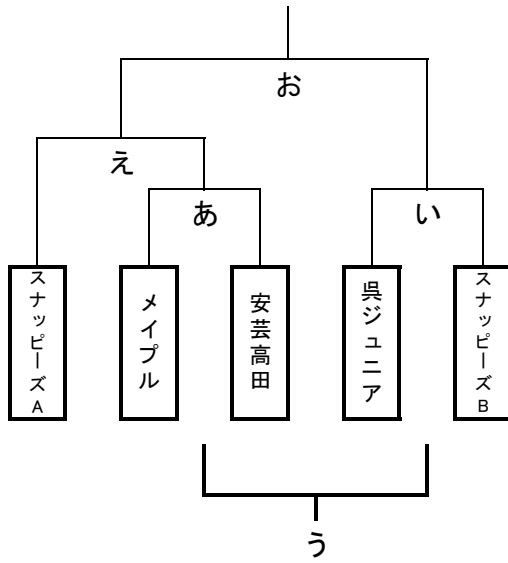 お
え
あ
い
スナッピーズA
メイプル
安芸高田
呉ジュニア
スナッピーズB
う